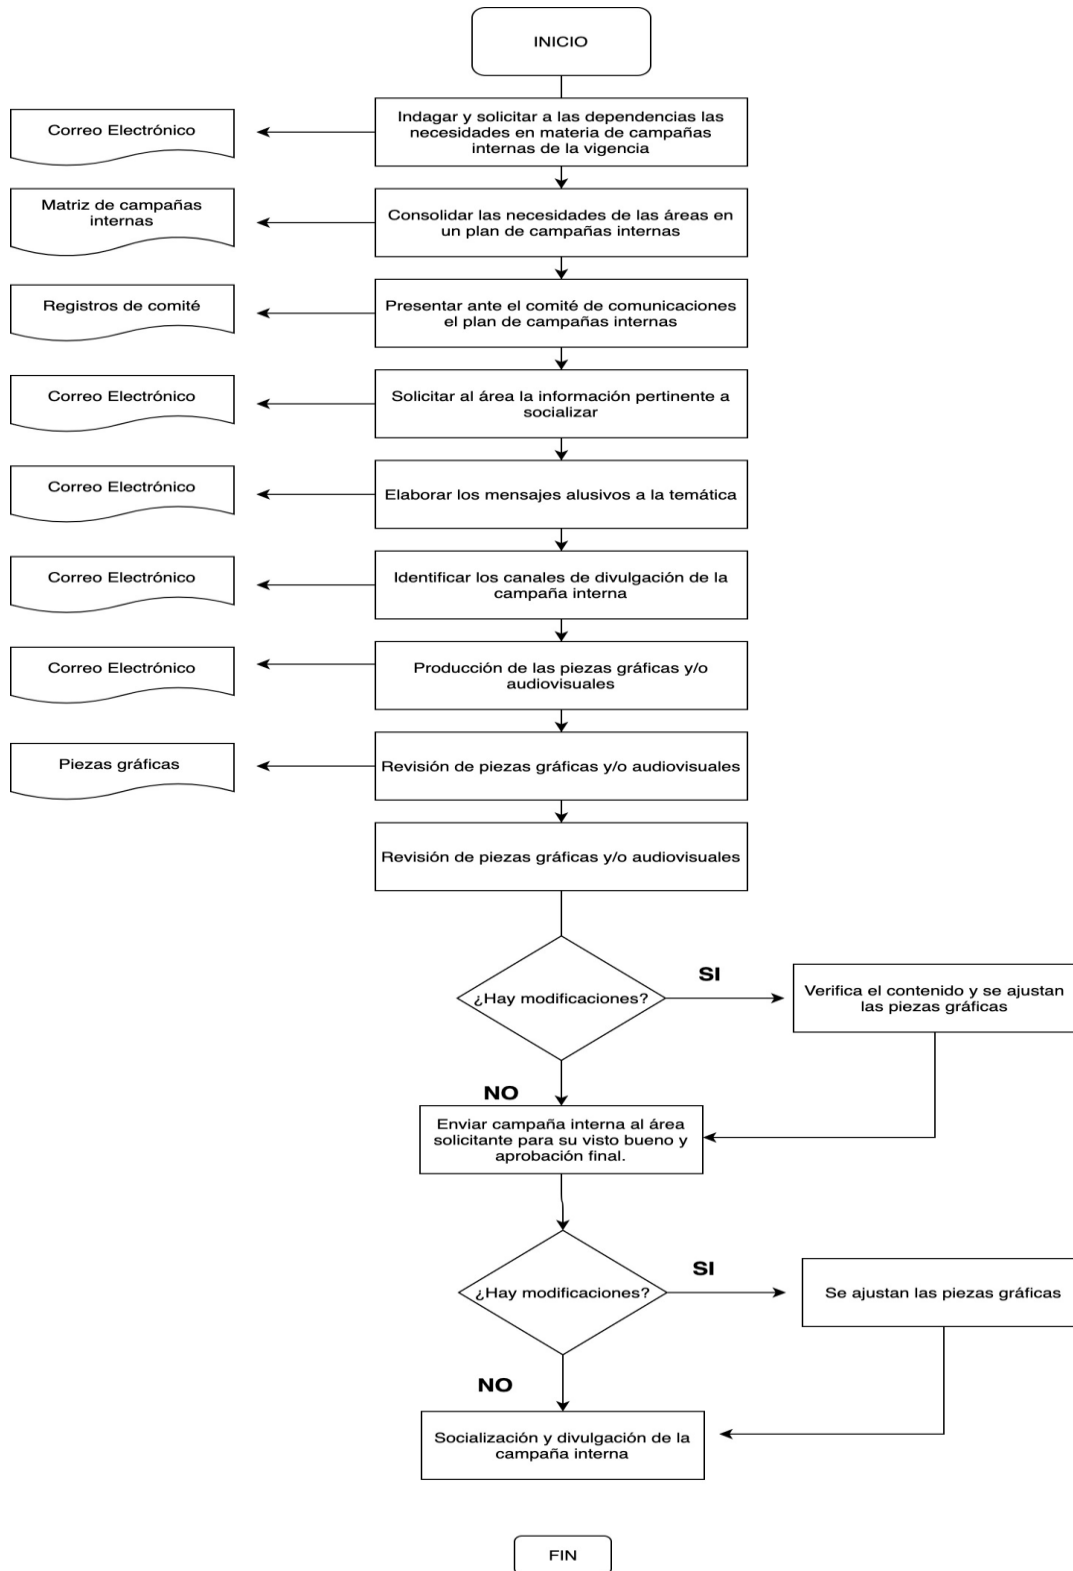 INICIO
Correo Electrónico
Indagar y solicitar a las dependencias las
necesidades en materia de campañas
internas de la vigencia
Matriz de campañas
internas
Consolidar las necesidades de las áreas en
un plan de campañas internas
Registros de comité
Presentar ante el comité de comunicaciones
el plan de campañas internas
Correo Electrónico
Solicitar al área la información pertinente a
socializar
Correo Electrónico
Elaborar los mensajes alusivos a la temática
Correo Electrónico
Identificar los canales de divulgación de la
campaña interna
Correo Electrónico
Producción de las piezas gráficas y/o
audiovisuales
Piezas gráficas
Revisión de piezas gráficas y/o audiovisuales
Revisión de piezas gráficas y/o audiovisuales
¿Hay modificaciones?
SI
Verifica el contenido y se ajustan
las piezas gráficas
NO
Enviar campaña interna al área
solicitante para su visto bueno y
aprobación final.
¿Hay modificaciones?
SI
Se ajustan las piezas gráficas
NO
Socialización y divulgación de la
campaña interna
FIN